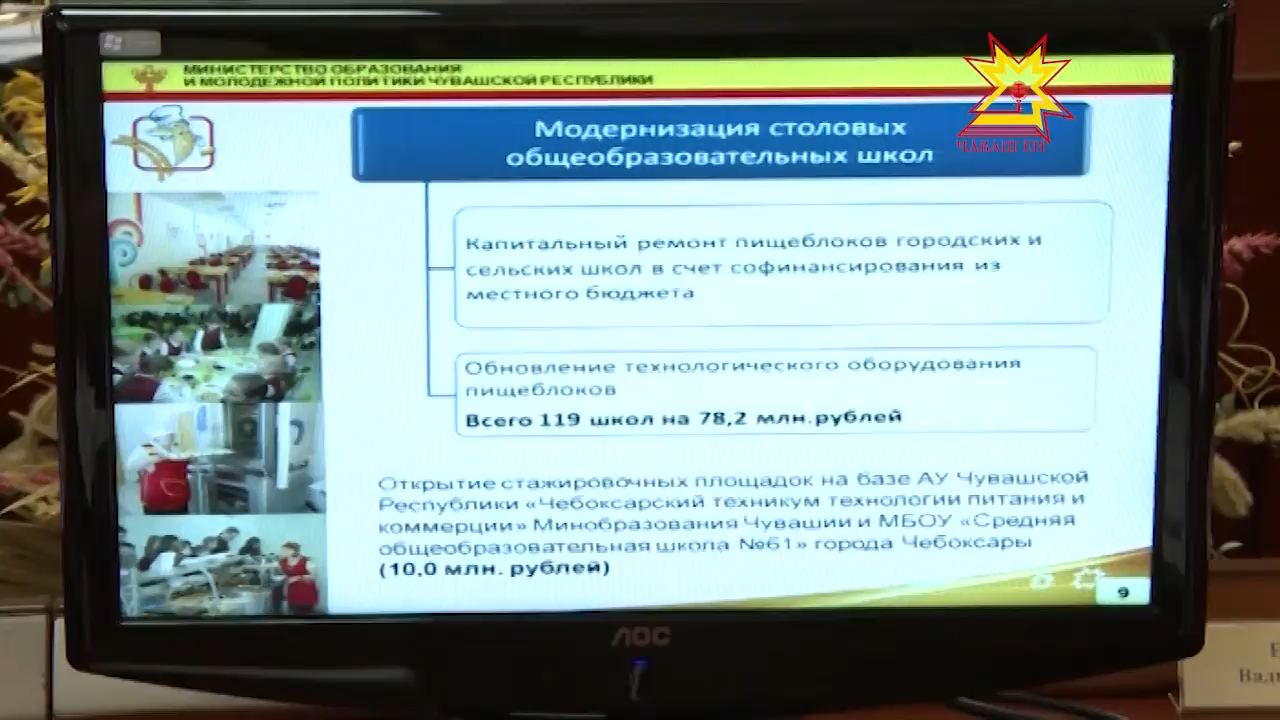 МИНИСТЕРСТВО ОБРАЗОВАНИЯ
И МОЛОДЕЖНОЙ ПОЛИТИКИ ЧУВАШСКОЙ РЕСПУБЛИКИ
Модернизация столовых
общеобразовательных школ
ЧĂВАШ ЕН
Капитальный ремонт пищеблоков городских и
сельских школ в счет софинансирования из
местного бюджета
Обновление технологического оборудования
пищеблоков
Всего 119 школ на 78,2 млн.рублей
Открытие стажировочных площадок на базе АУ Чувашской
Республики «Чебоксарский техникум технологии питания и
коммерции» Минобразования Чувашии и МБОУ «Средняя
общеобразовательная школа №61» города Чебоксары
(10,0 млн. рублей)
9
AOC